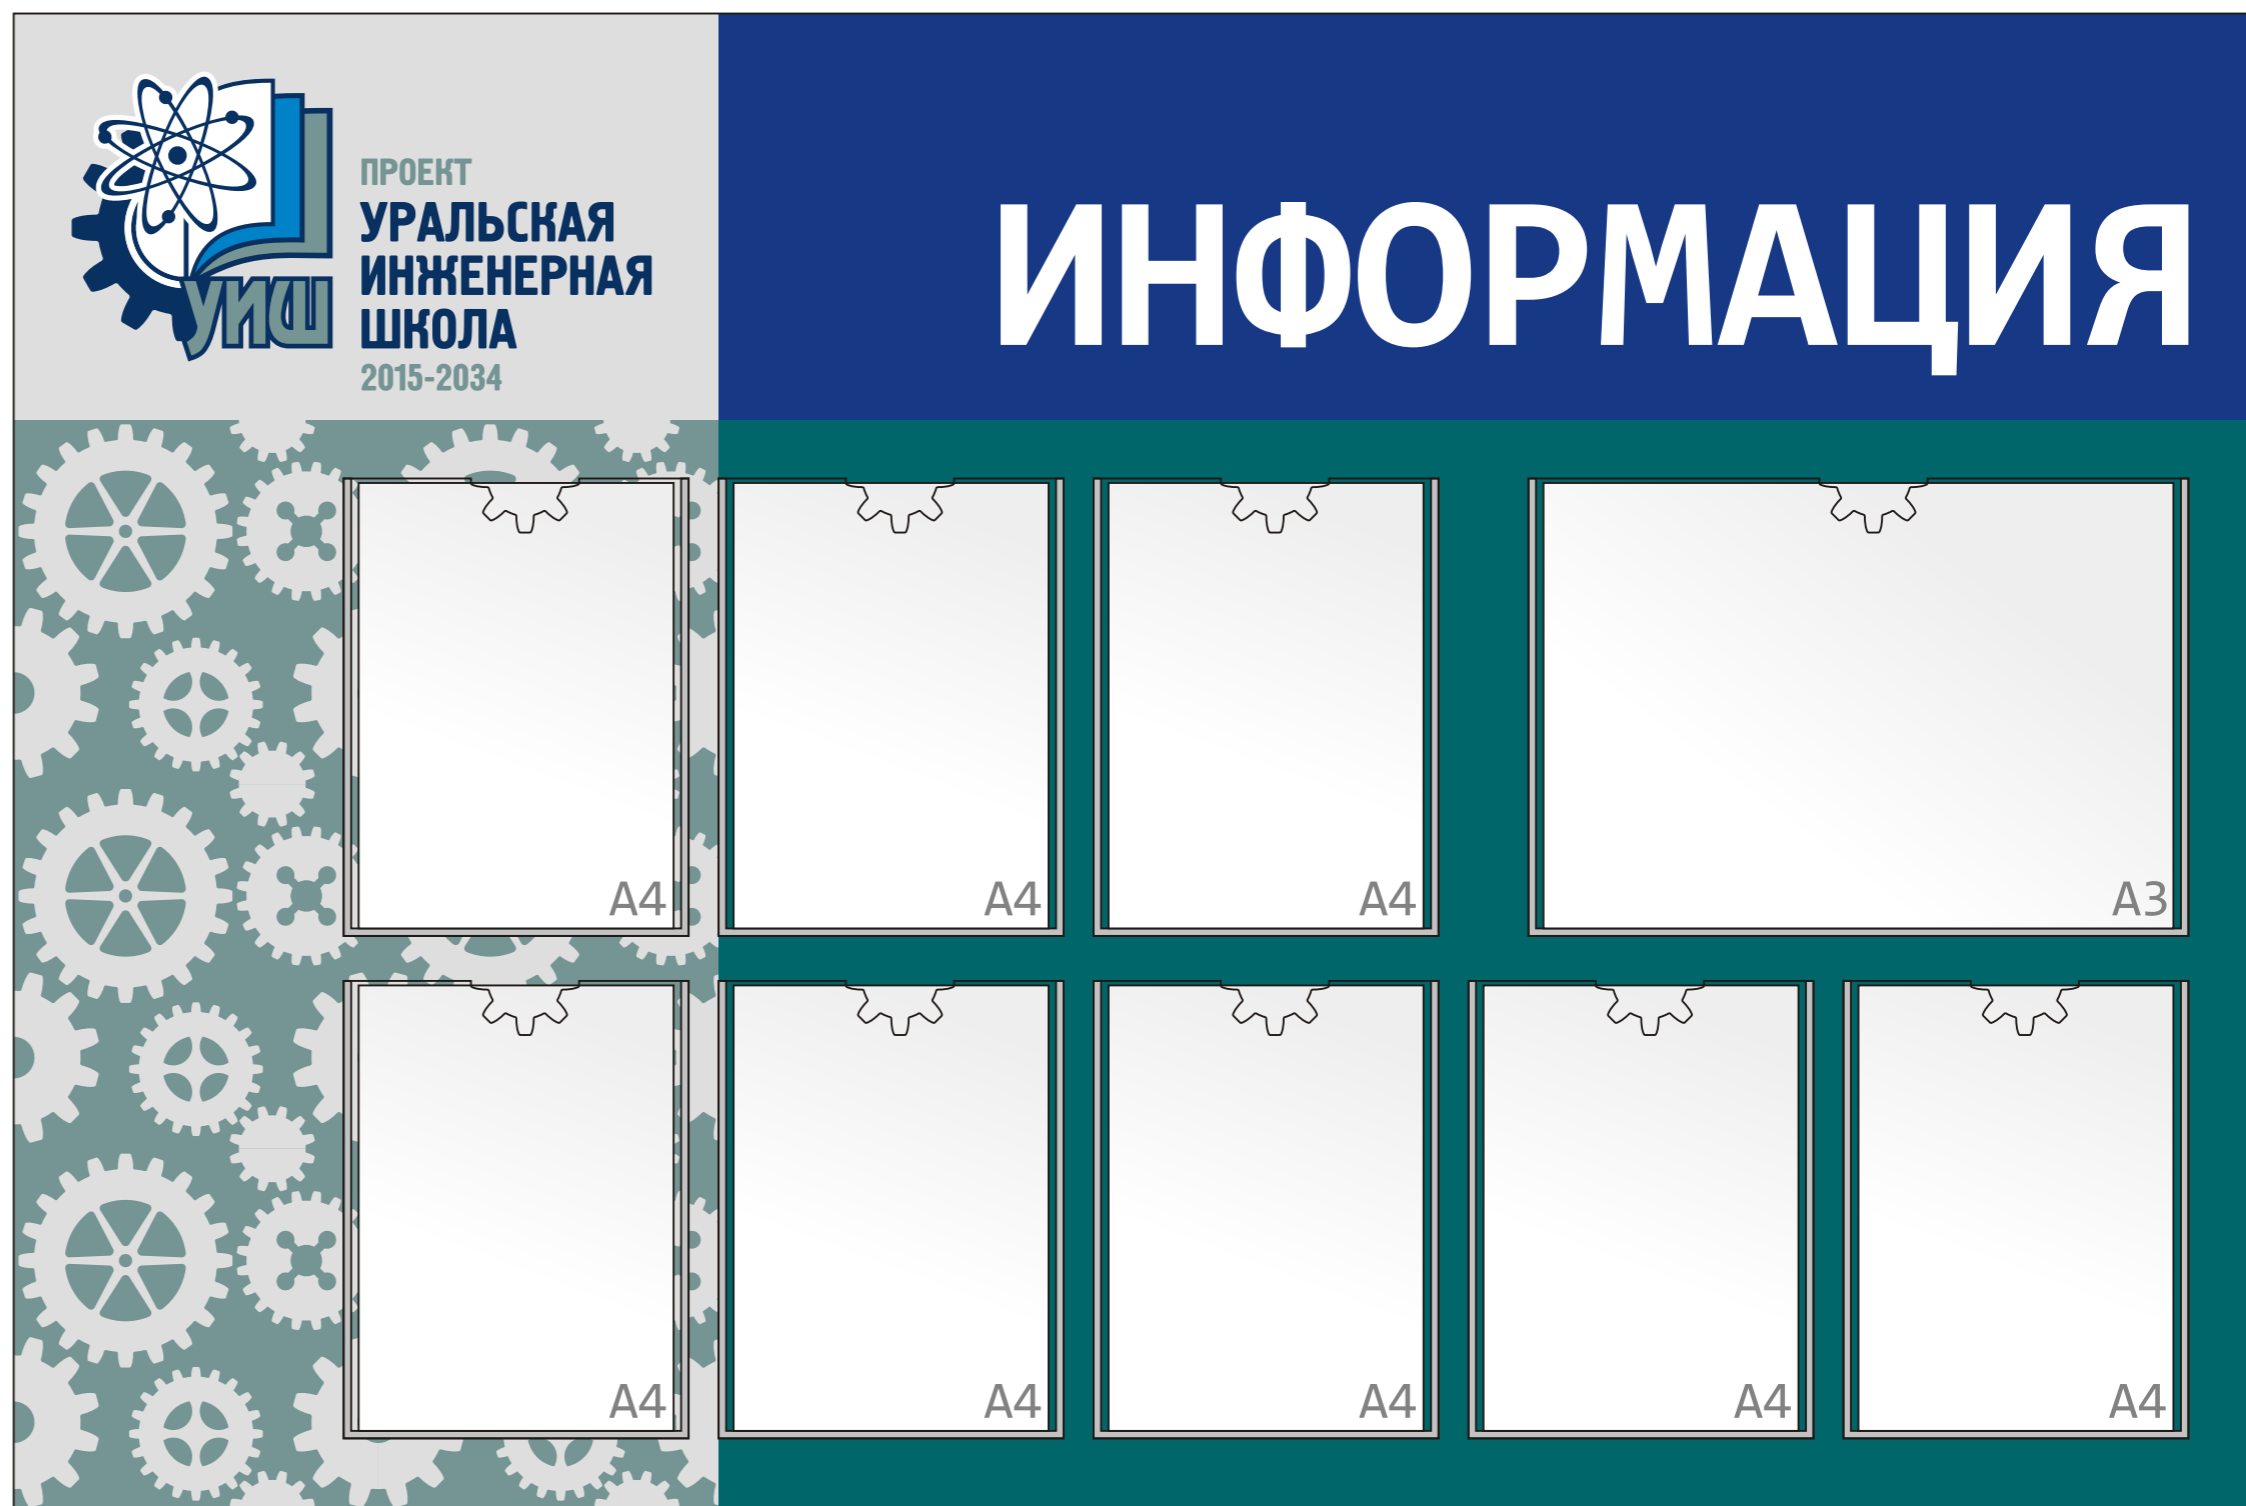 ПРОЕКТ
УРАЛЬСКАЯ
ИНЖЕНЕРНАЯ
ШКОЛА
2015-2034
УИШ
ИНФОРМАЦИЯ
А4
А4
А4
А3
А4
А4
А4
А4
А4